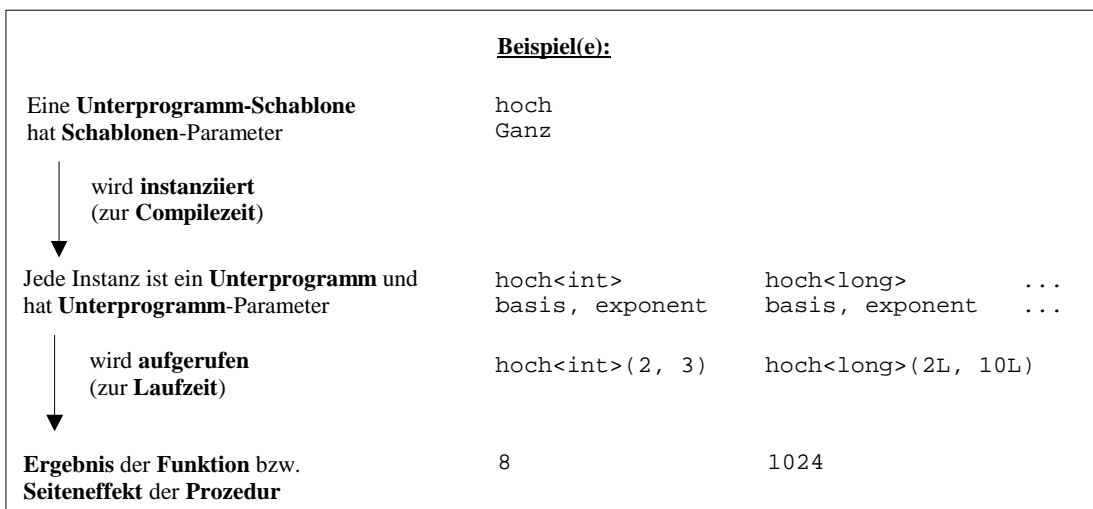 Beispiel(e):
Eine Unterprogramm-Schablone hoch
hat Schablonen-Parameter Ganz
wird instanziiert
(zur Compilezeit)
Jede Instanz ist ein Unterprogramm und hoch<int> hoch<long> ...
hat Unterprogramm-Parameter basis, exponent basis, exponent ...
wird aufgerufen hoch<int>(2, 3) hoch<long>(2L, 10L)
(zur Laufzeit)
Ergebnis der Funktion bzw. 8 1024
Seiteneffekt der Prozedur